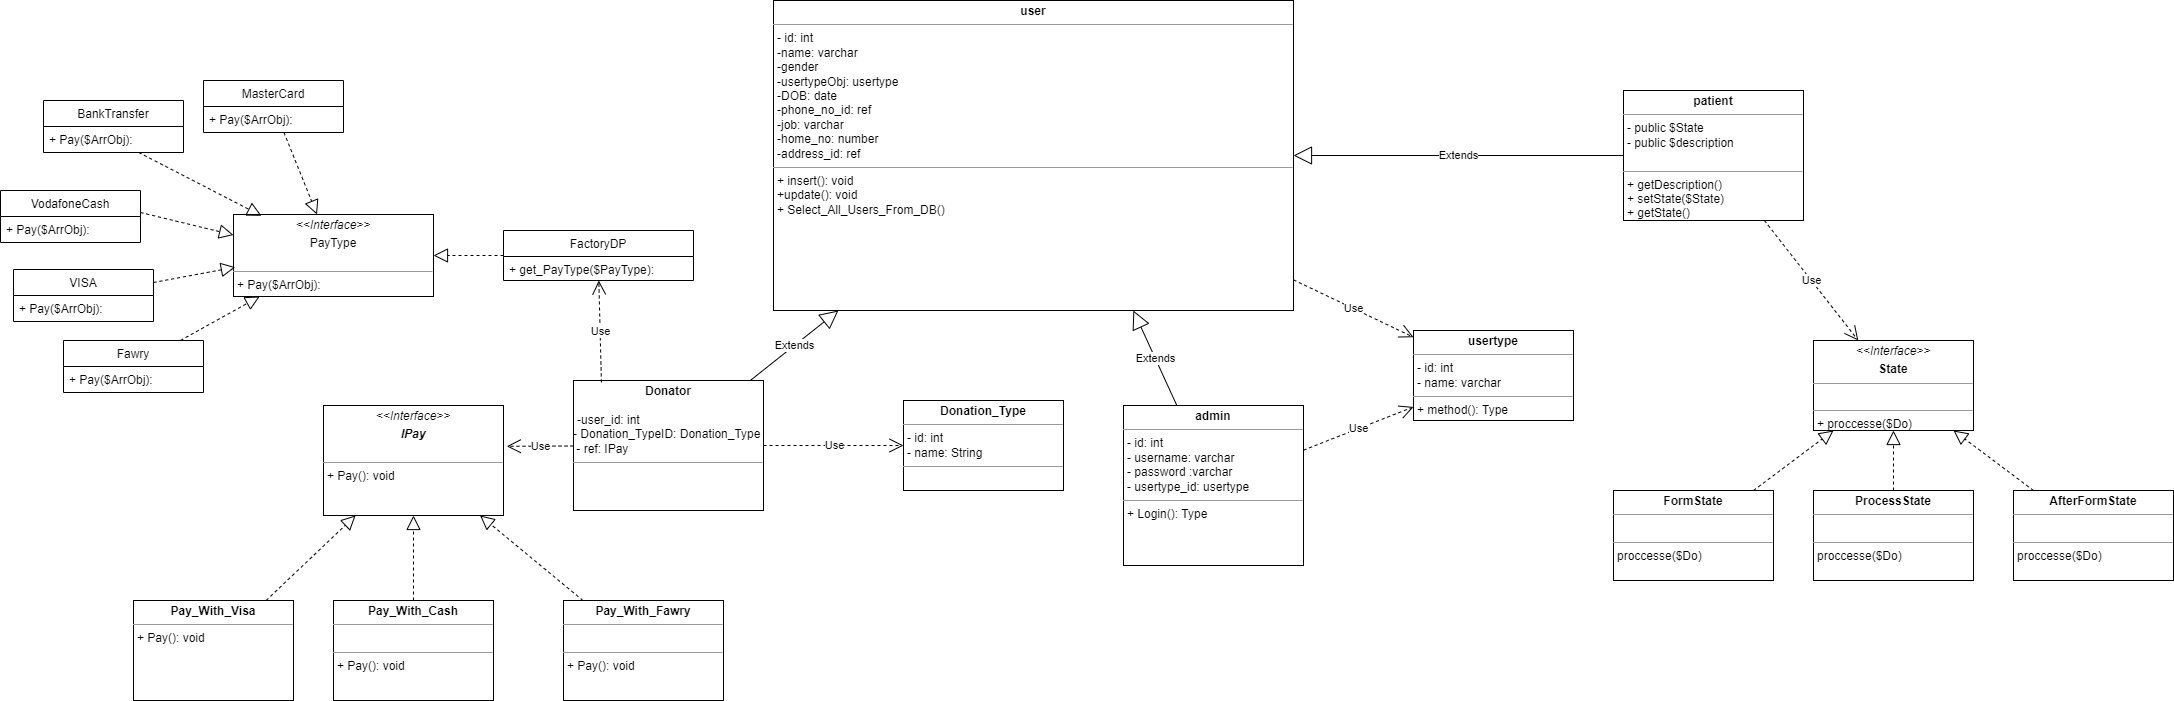 user
- id: int
-name: varchar
-gender
-usertypeObj: usertype
-DOB: date
-phone_no_id: ref
-job: varchar
-home_no: number
-address_id: ref
+ insert(): void
+update(): void
+ Select_All_Users_From_DB()
MasterCard
+ Pay($ArrObj):
BankTransfer
+ Pay($ArrObj):
VodafoneCash
+ Pay($ArrObj):
VISA
+ Pay($ArrObj):
Fawry
+ Pay($ArrObj):
<<Interface>>
PayType
+ Pay($ArrObj):
FactoryDP
+ get_PayType($PayType):
Use
Extends
Extends
Extends
patient
- public $State
- public $description
+ getDescription()
+ setState($State)
+ getState()
Use
Use
usertype
- id: int
- name: varchar
+ method(): Type
Use
<<Interface>>
State
+ proccesse($Do)
<<Interface>>
IPay
+ Pay(): void
Use
Donator
-user_id: int
- Donation_TypeID: Donation_Type
- ref: IPay
Use
Donation_Type
- id: int
- name: String
admin
- id: int
- username: varchar
- password :varchar
- usertype_id: usertype
+ Login(): Type
FormState
proccesse($Do)
ProcessState
proccesse($Do)
AfterFormState
proccesse($Do)
Pay_With_Visa
+ Pay(): void
Pay_With_Cash
+ Pay(): void
Pay_With_Fawry
+ Pay(): void